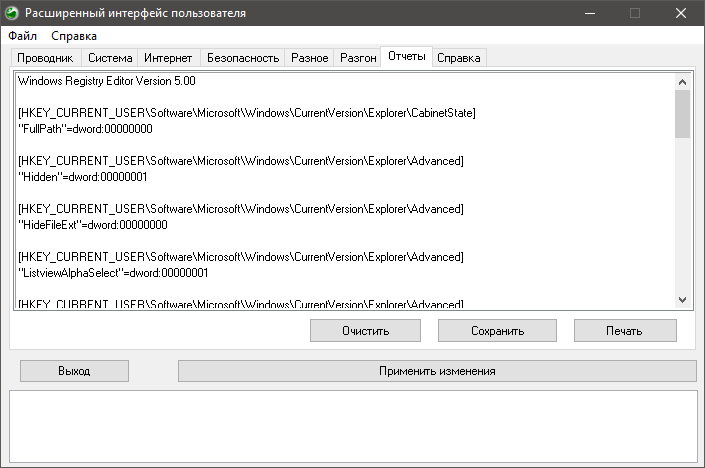 Расширенный интерфейс пользователя
Файл Справка
Проводник Система Интернет Безопасность Разное Разгон Отчеты Справка
Windows Registry Editor Version 5.00
[HKEY_CURRENT_USER\Software\Microsoft\Windows\CurrentVersion\Explorer\CabinetState]
"FullPath"=dword:00000000
[HKEY_CURRENT_USER\Software\Microsoft\Windows\CurrentVersion\Explorer\Advanced]
"Hidden"=dword:00000001
[HKEY_CURRENT_USER\Software\Microsoft\Windows\CurrentVersion\Explorer\Advanced]
"HideFileExt"=dword:00000000
[HKEY_CURRENT_USER\Software\Microsoft\Windows\CurrentVersion\Explorer\Advanced]
"ListviewAlphaSelect"=dword:00000001
[HKEY_CURRENT_USER\Software\Microsoft\Windows\CurrentVersion\Explorer\Advanced]
Очистить Сохранить Печать
Выход Применить изменения